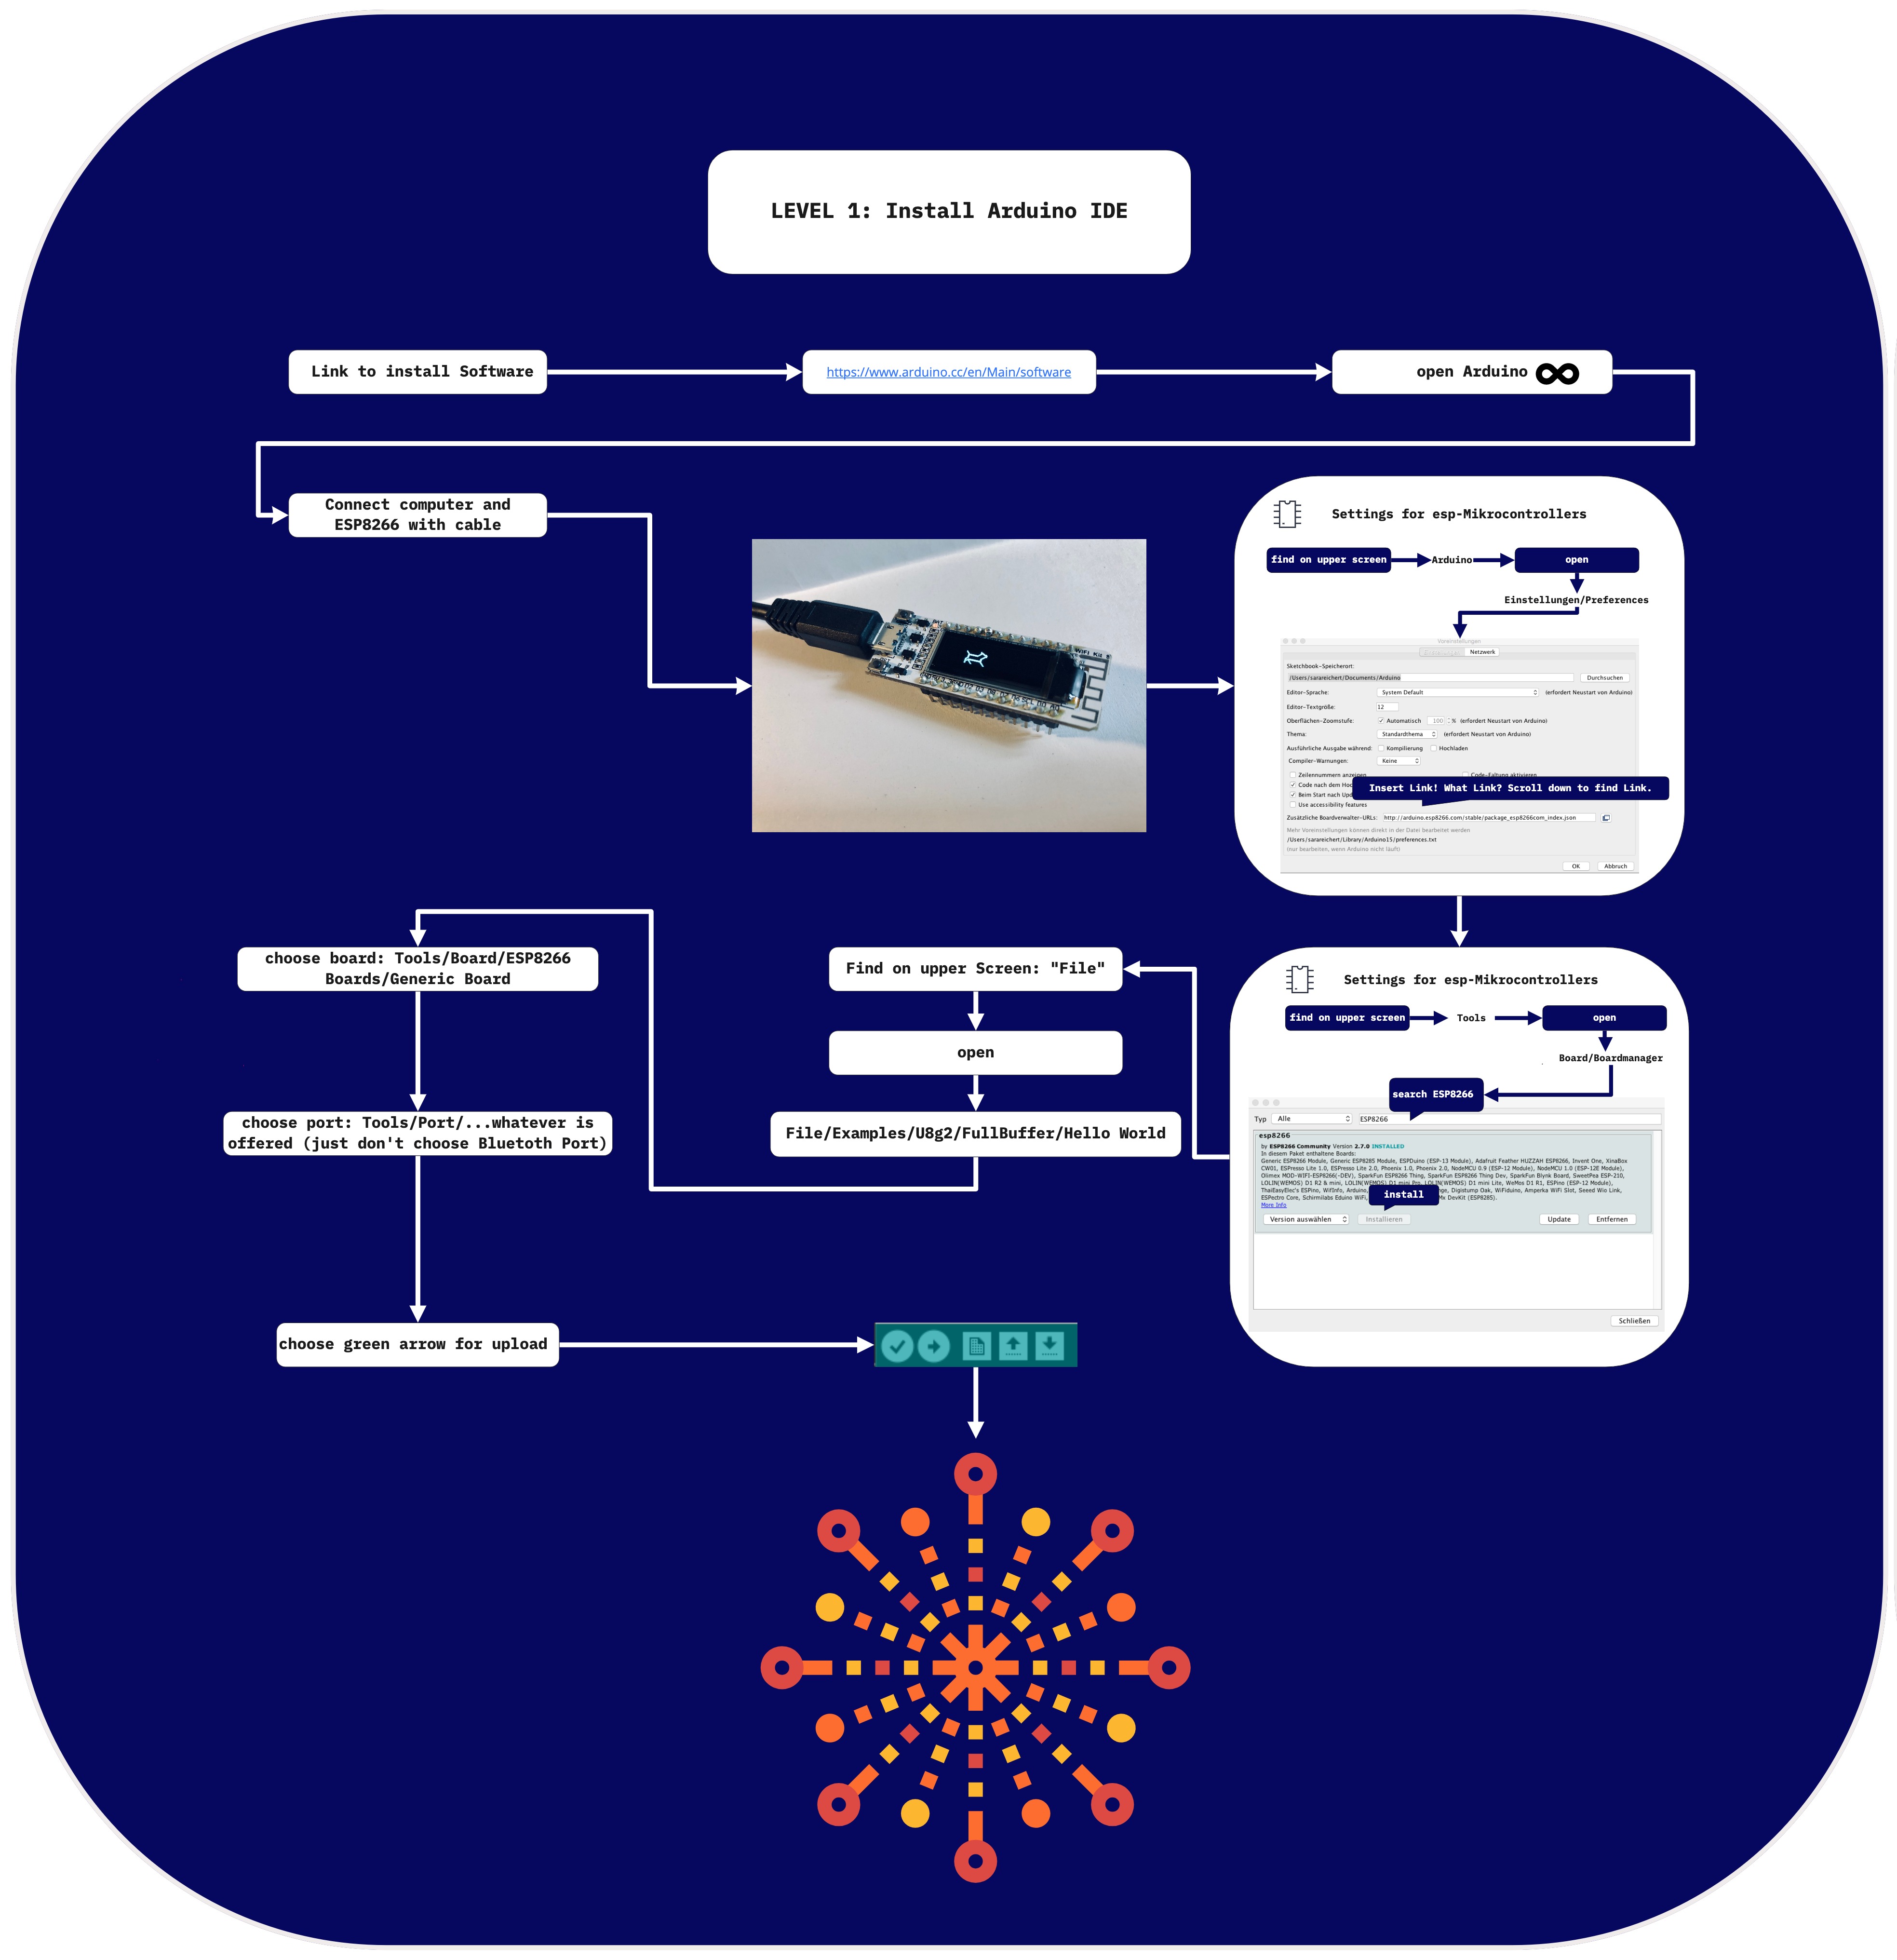 LEVEL 1: Install Arduino IDE
Link to install Software
https://www.arduino.cc/en/Main/software
open Arduino
Connect computer and
ESP8266 with cable
WiFi Kit
Settings for esp-Mikrocontrollers
find on upper screen
Arduino
open
Einstellungen/Preferences
Voreinstellungen
Netzwerk
Sketchbook-Speicherort:
/Users/sarareichert/Documents/Arduino
Durchsuchen
Editor-Sprache:
System Default
(erfordert Neustart von Arduino)
Editor-Textgröße:
12
Oberflächen-Zoomstufe:
Automatisch
100
%
(erfordert Neustart von Arduino)
Thema:
Standardthema
(erfordert Neustart von Arduino)
Ausführliche Ausgabe während:
Kompilierung
Hochladen
Compiler-Warnungen:
Keine
Zeilennummern anzeigen
Code-Faltung aktivieren
Code nach dem Hoc
Insert Link! What Link? Scroll down to find Link.
Beim Start nach Upd
Use accessibility features
Zusätzliche Boardverwalter-URLs:
http://arduino.esp8266.com/stable/package_esp8266com_index.json
Mehr Voreinstellungen können direkt in der Datei bearbeitet werden
/Users/sarareichert/Library/Arduino15/preferences.txt
(nur bearbeiten, wenn Arduino nicht läuft)
OK
Abbruch
Settings for esp-Mikrocontrollers
find on upper screen
Tools
open
Board/Boardmanager
search ESP8266
Typ
Alle
ESP8266
esp8266
by ESP8266 Community Version 2.7.0 INSTALLED
In diesem Paket enthaltene Boards:
Generic ESP8266 Module, Generic ESP8285 Module, ESPDuino (ESP-13 Module), Adafruit Feather HUZZAH ESP8266, Invent One, XinaBox
CW01, ESPresso Lite 1.0, ESPresso Lite 2.0, Phoenix 1.0, Phoenix 2.0, NodeMCU 0.9 (ESP-12 Module), NodeMCU 1.0 (ESP-12E Module),
Olimex MOD-WIFI-ESP8266(-DEV), SparkFun ESP8266 Thing, SparkFun ESP8266 Thing Dev, SparkFun Blynk Board, SweetPea ESP-210,
LOLIN(WEMOS) D1 R2 & mini, LOLIN(WEMOS) D1 mini Pro, LOLIN(WEMOS) D1 mini Lite, WeMos D1 R1, ESPino (ESP-12 Module),
ThaiEasyElec's ESPino, WifInfo, Arduino, nge, Digistump Oak, WiFiduino, Amperka WiFi Slot, Seeed Wio Link,
ESPectro Core, Schirmilabs Eduino WiFi, Mx DevKit (ESP8285).
install
More Info
Version auswählen
Installieren
Update
Entfernen
Schließen
Find on upper Screen: "File"
open
File/Examples/U8g2/FullBuffer/Hello World
choose board: Tools/Board/ESP8266
Boards/Generic Board
choose port: Tools/Port/...whatever is
offered (just don't choose Bluetoth Port)
choose green arrow for upload